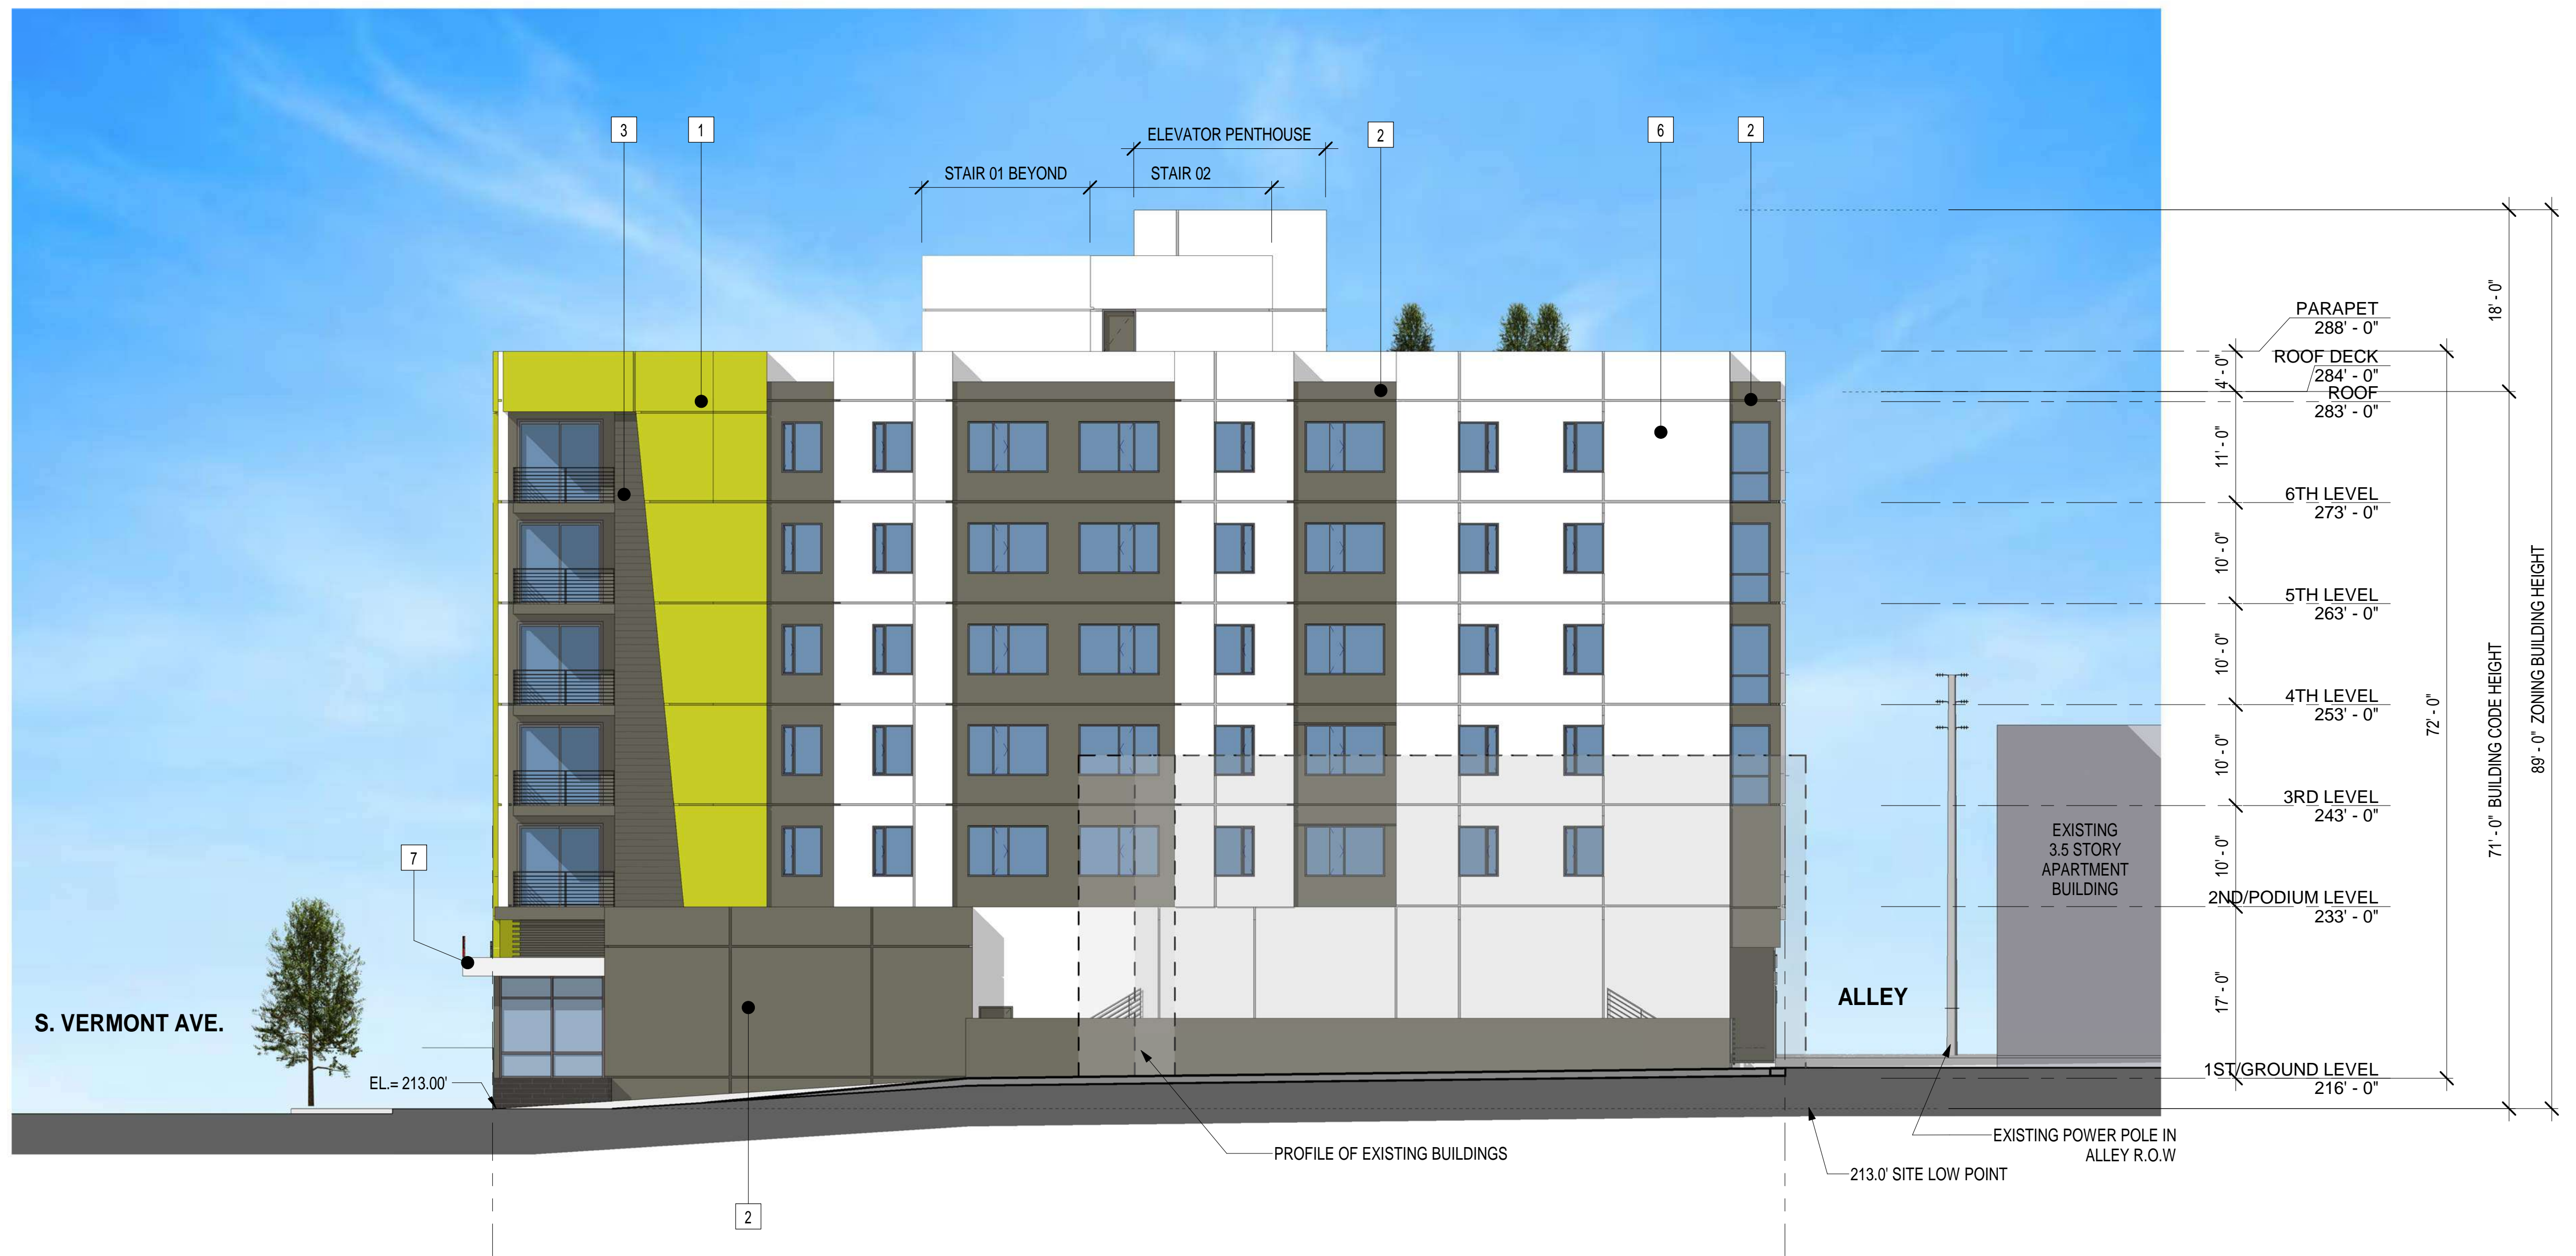 3
1
ELEVATOR PENTHOUSE
2
6
2
STAIR 01 BEYOND
STAIR 02
PARAPET
288' - 0"
ROOF DECK
284' - 0"
ROOF
283' - 0"
6TH LEVEL
273' - 0"
5TH LEVEL
263' - 0"
4TH LEVEL
253' - 0"
3RD LEVEL
243' - 0"
2ND/PODIUM LEVEL
233' - 0"
1ST/GROUND LEVEL
216' - 0"
4' - 0"
11' - 0"
10' - 0"
10' - 0"
10' - 0"
10' - 0"
17' - 0"
72' - 0"
18' - 0"
71' - 0" BUILDING CODE HEIGHT
89' - 0" ZONING BUILDING HEIGHT
EXISTING
3.5 STORY
APARTMENT
BUILDING
7
S. VERMONT AVE.
ALLEY
EL.= 213.00'
PROFILE OF EXISTING BUILDINGS
EXISTING POWER POLE IN
ALLEY R.O.W
213.0' SITE LOW POINT
2